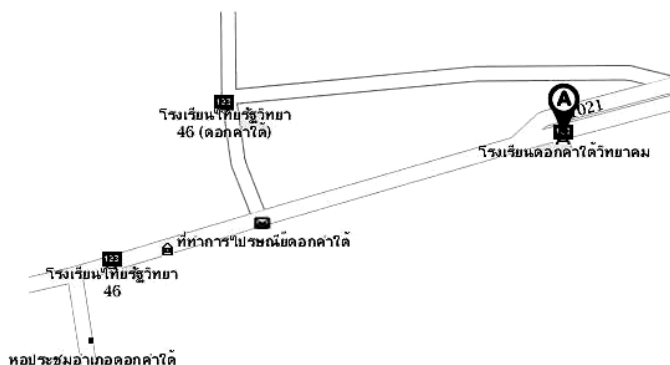 123
โรงเรียนไทยรัฐวิทยา
46 (ดอกคำใต้)
A
1021
123
โรงเรียนดอกคำใต้วิทยาคม
ที่ทำการไปรษณีย์ดอกคำใต้
123
โรงเรียนไทยรัฐวิทยา
46
หอประชุมอำเภอดอกคำใต้